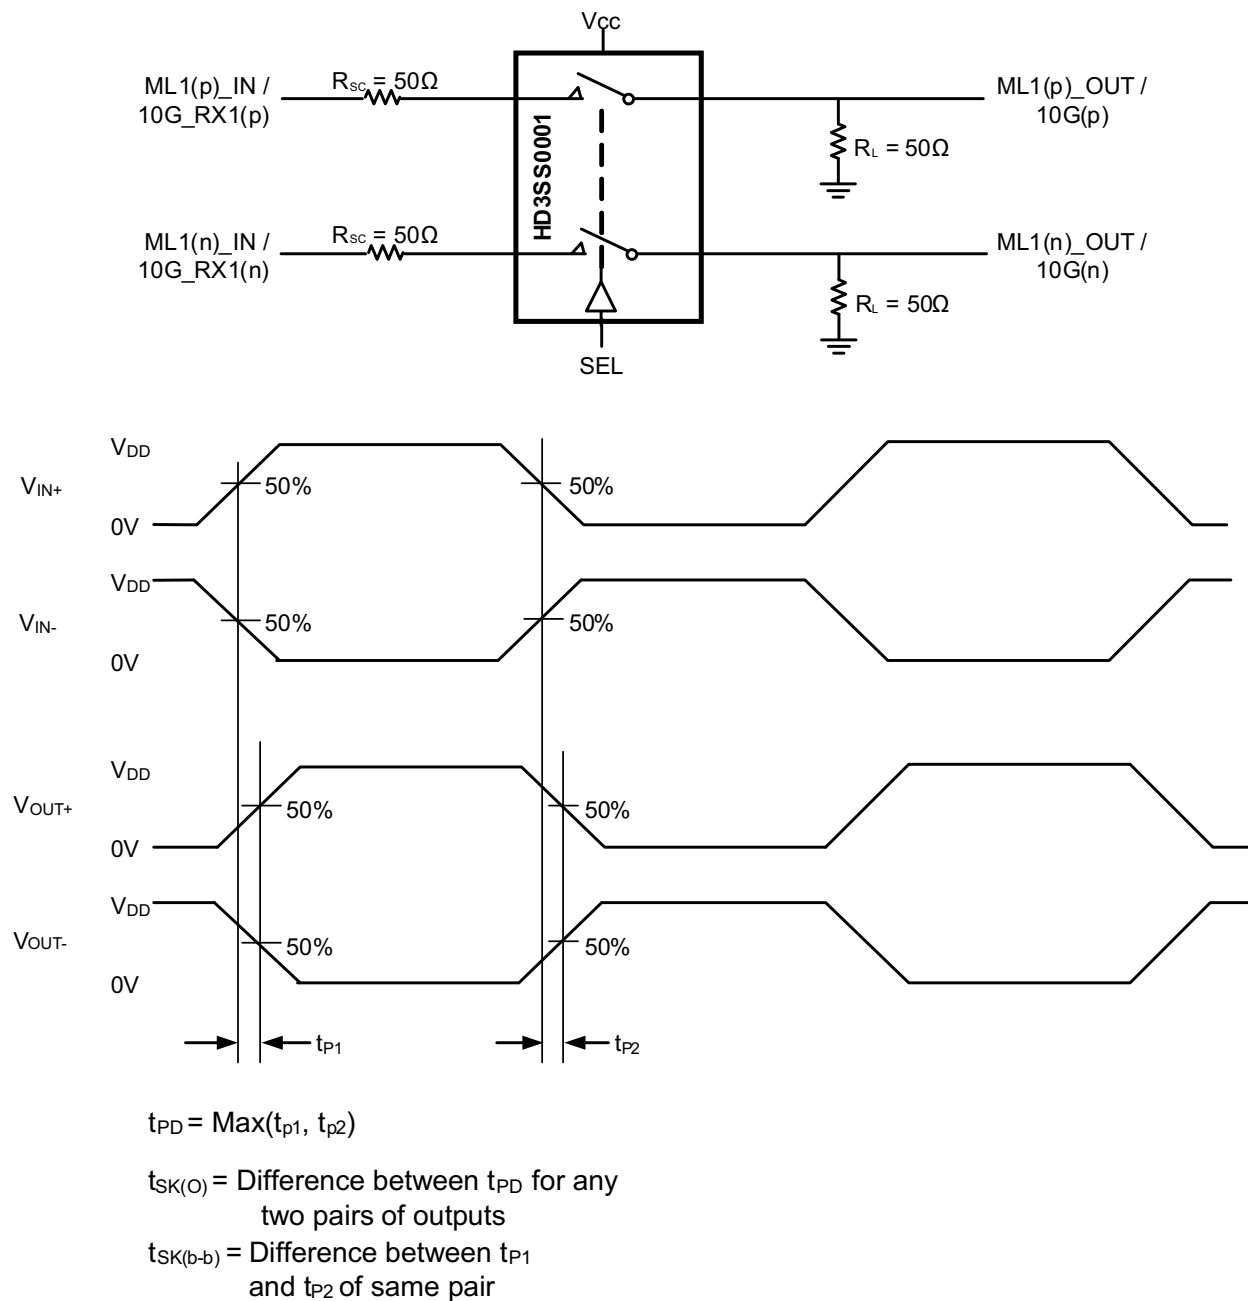 Vcc
ML1(p)_IN /
10G_RX1(p)
RSC = 50Ω
ML1(p)_OUT /
10G(p)
RL = 50Ω
HD3SS0001
ML1(n)_IN /
10G_RX1(n)
RSC = 50Ω
ML1(n)_OUT /
10G(n)
RL = 50Ω
SEL
VDD
VIN+
50%
50%
0V
VDD
VIN-
50%
50%
0V
VDD
VOUT+
50%
50%
0V
VDD
VOUT-
50%
50%
0V
tP1
tP2
tPD = Max(tp1, tp2)
tSK(O) = Difference between tPD for any
two pairs of outputs
tSK(b-b) = Difference between tP1
and tP2 of same pair